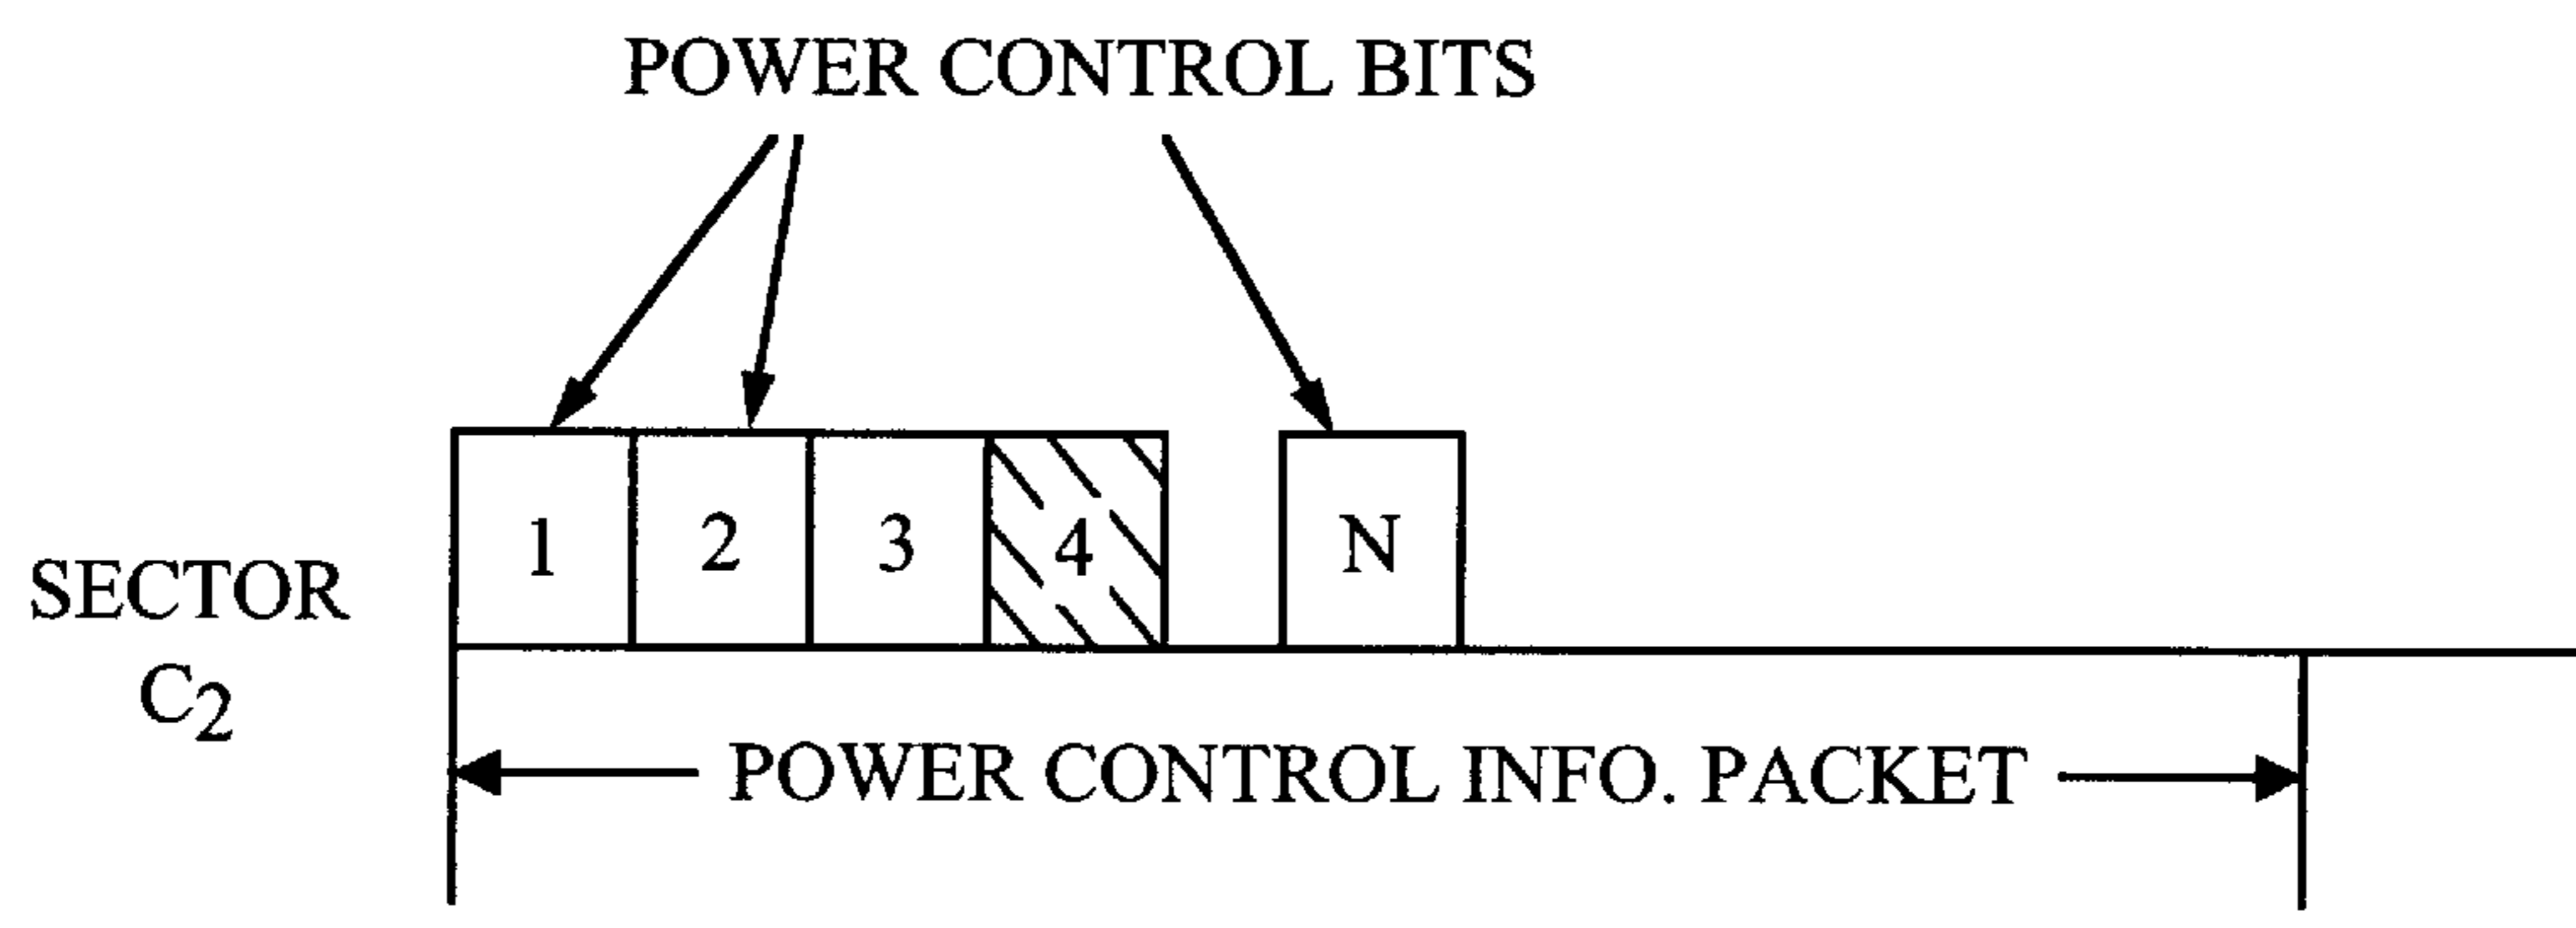 POWER CONTROL BITS
1 2 3 4 N
SECTOR
C2
POWER CONTROL INFO. PACKET